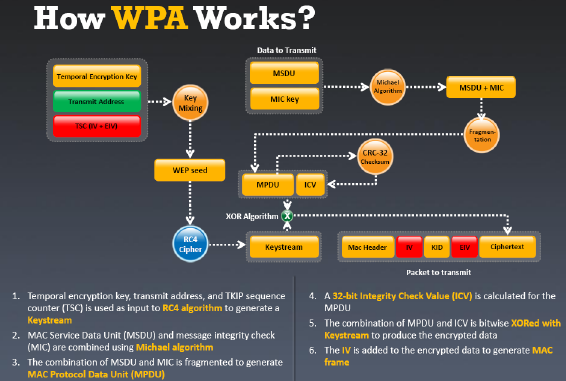 How WPA Works?
Data to Transmit
Temporal Encryption Key
Transmit Address
TSC (IV + EIV)
Key
Mixing
MSDU
MIC key
Michael
Algorithm
MSDU + MIC
Fragmen-
tation
CRC-32
Checksum
WEP seed
MPDU
ICV
XOR Algorithm
X
RC4
Cipher
Keystream
Mac Header
IV
KID
EIV
Ciphertext
Packet to transmit
1. Temporal encryption key, transmit address, and TKIP sequence
counter (TSC) is used as input to RC4 algorithm to generate a
Keystream
2. MAC Service Data Unit (MSDU) and message integrity check
(MIC) are combined using Michael algorithm
3. The combination of MSDU and MIC is fragmented to generate
MAC Protocol Data Unit (MPDU)
4. A 32-bit Integrity Check Value (ICV) is calculated for the
MPDU
5. The combination of MPDU and ICV is bitwise XORed with
Keystream to produce the encrypted data
6. The IV is added to the encrypted data to generate MAC
frame